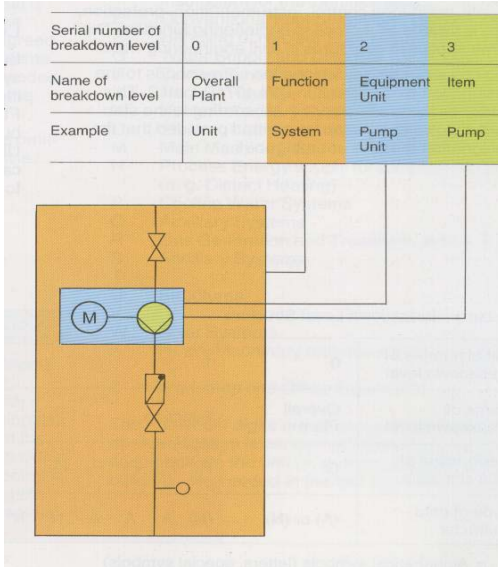 Serial number of
breakdown level 0 1 2 3
Name of
breakdown level Overall
Plant Function Equipment
Unit Item
Example Unit System Pump
Unit Pump
M